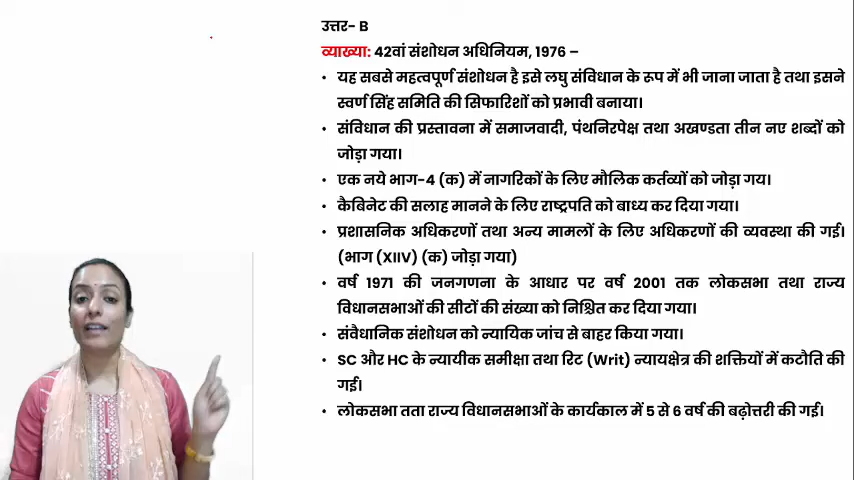 उत्तर- B
व्याख्या: 42वां संशोधन अधिनियम, 1976 –
• यह सबसे महत्वपूर्ण संशोधन है इसे लघु संविधान के रूप में भी जाना जाता है तथा इसने
स्वर्ण सिंह समिति की सिफारिशों को प्रभावी बनाया।
• संविधान की प्रस्तावना में समाजवादी, पंथनिरपेक्ष तथा अखण्डता तीन नए शब्दों को
जोड़ा गया।
• एक नये भाग-4 (क) में नागरिकों के लिए मौलिक कर्तव्यों को जोड़ा गय।
• कैबिनेट की सलाह मानने के लिए राष्ट्रपति को बाध्य कर दिया गया।
• प्रशासनिक अधिकरणों तथा अन्य मामलों के लिए अधिकरणों की व्यवस्था की गई।
(भाग (XIIV) (क) जोड़ा गया)
• वर्ष 1971 की जनगणना के आधार पर वर्ष 2001 तक लोकसभा तथा राज्य
विधानसभाओं की सीटों की संख्या को निश्चित कर दिया गया।
• संवैधानिक संशोधन को न्यायिक जांच से बाहर किया गया।
• SC और HC के न्यायीक समीक्षा तथा रिट (Writ) न्यायक्षेत्र की शक्तियों में कटौति की
गई।
• लोकसभा तता राज्य विधानसभाओं के कार्यकाल में 5 से 6 वर्ष की बढ़ोत्तरी की गई।